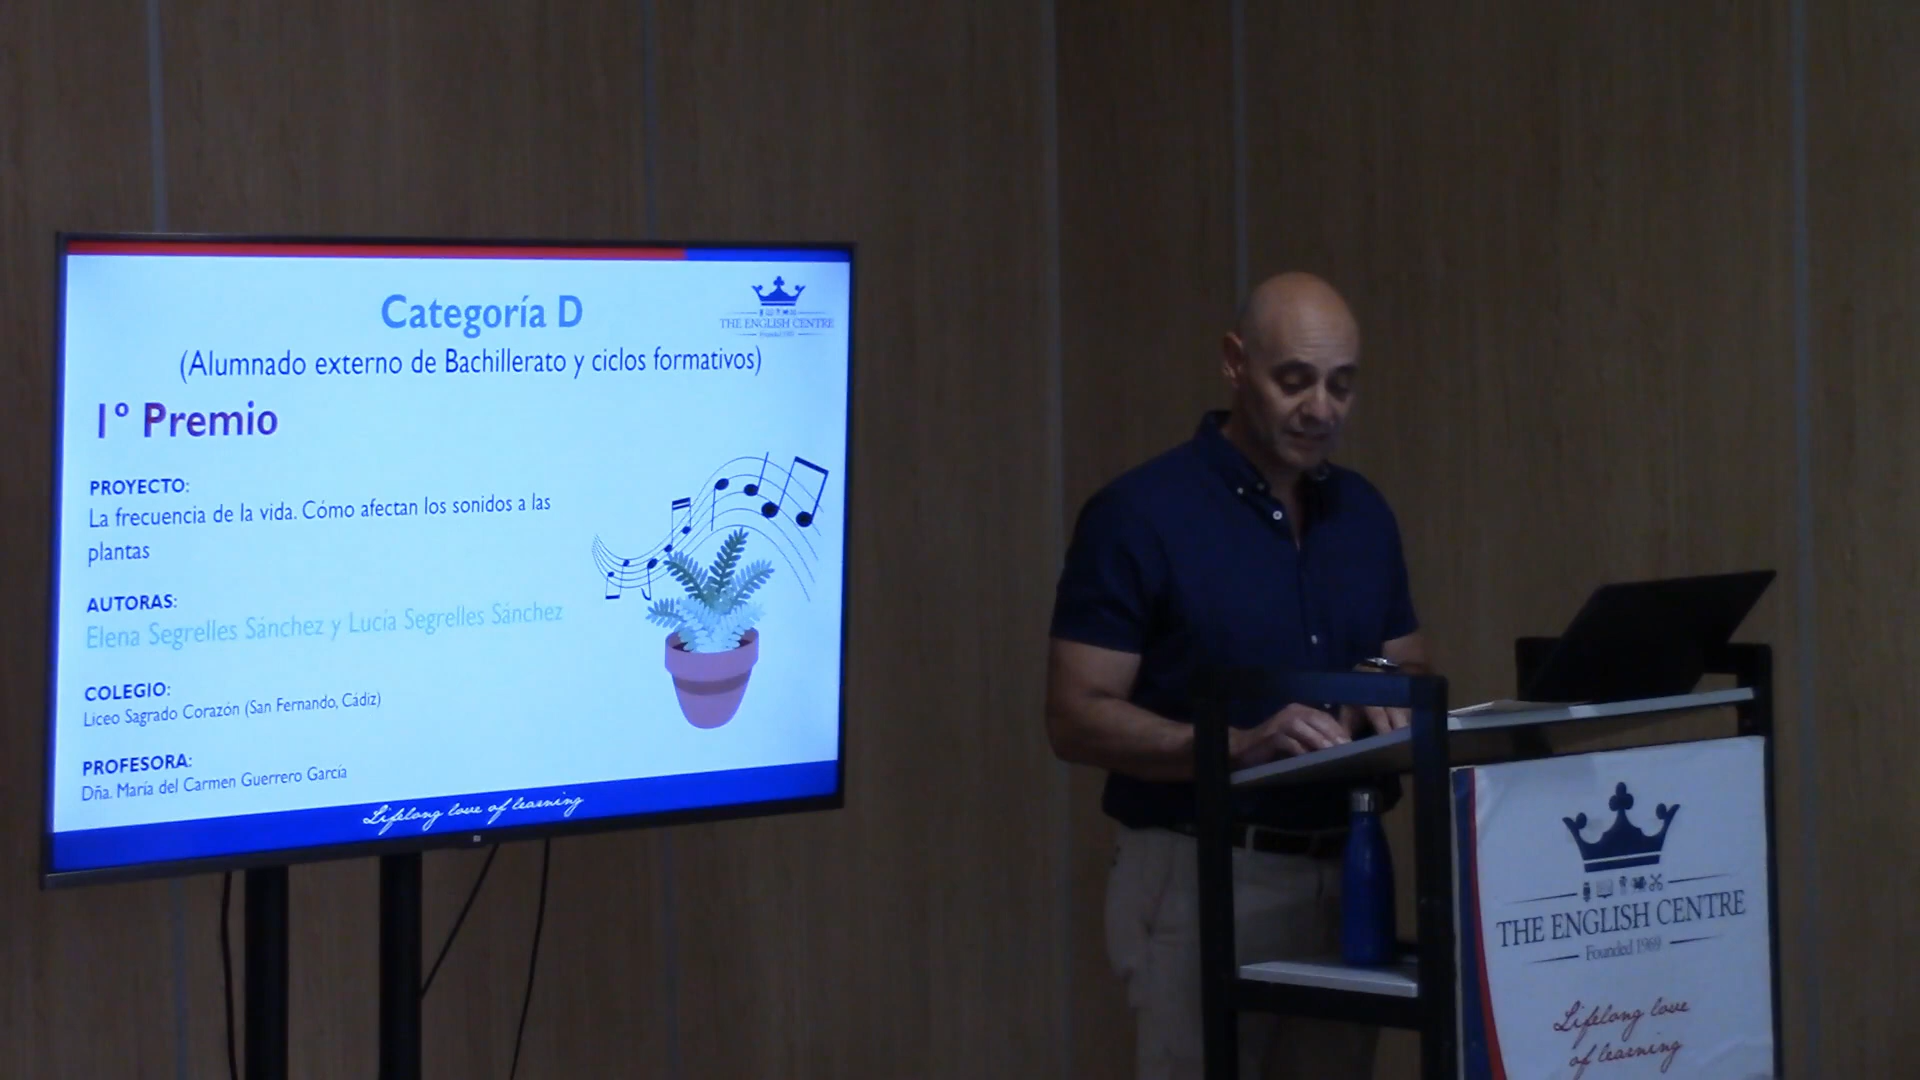 Categoría D
THE ENGLISH CENTRE
(Alumnado externo de Bachillerato y ciclos formativos)
1º Premio
PROYECTO:
La frecuencia de la vida. Cómo afectan los sonidos a las
plantas
AUTORAS:
Elena Segrelles Sánchez y Lucía Segrelles Sánchez
COLEGIO:
Liceo Sagrado Corazón (San Fernando, Cádiz)
PROFESORA:
Dña. María del Carmen Guerrero García
Lifelong love of learning
THE ENGLISH CENTRE
Founded 1969
Lifelong love
of learning